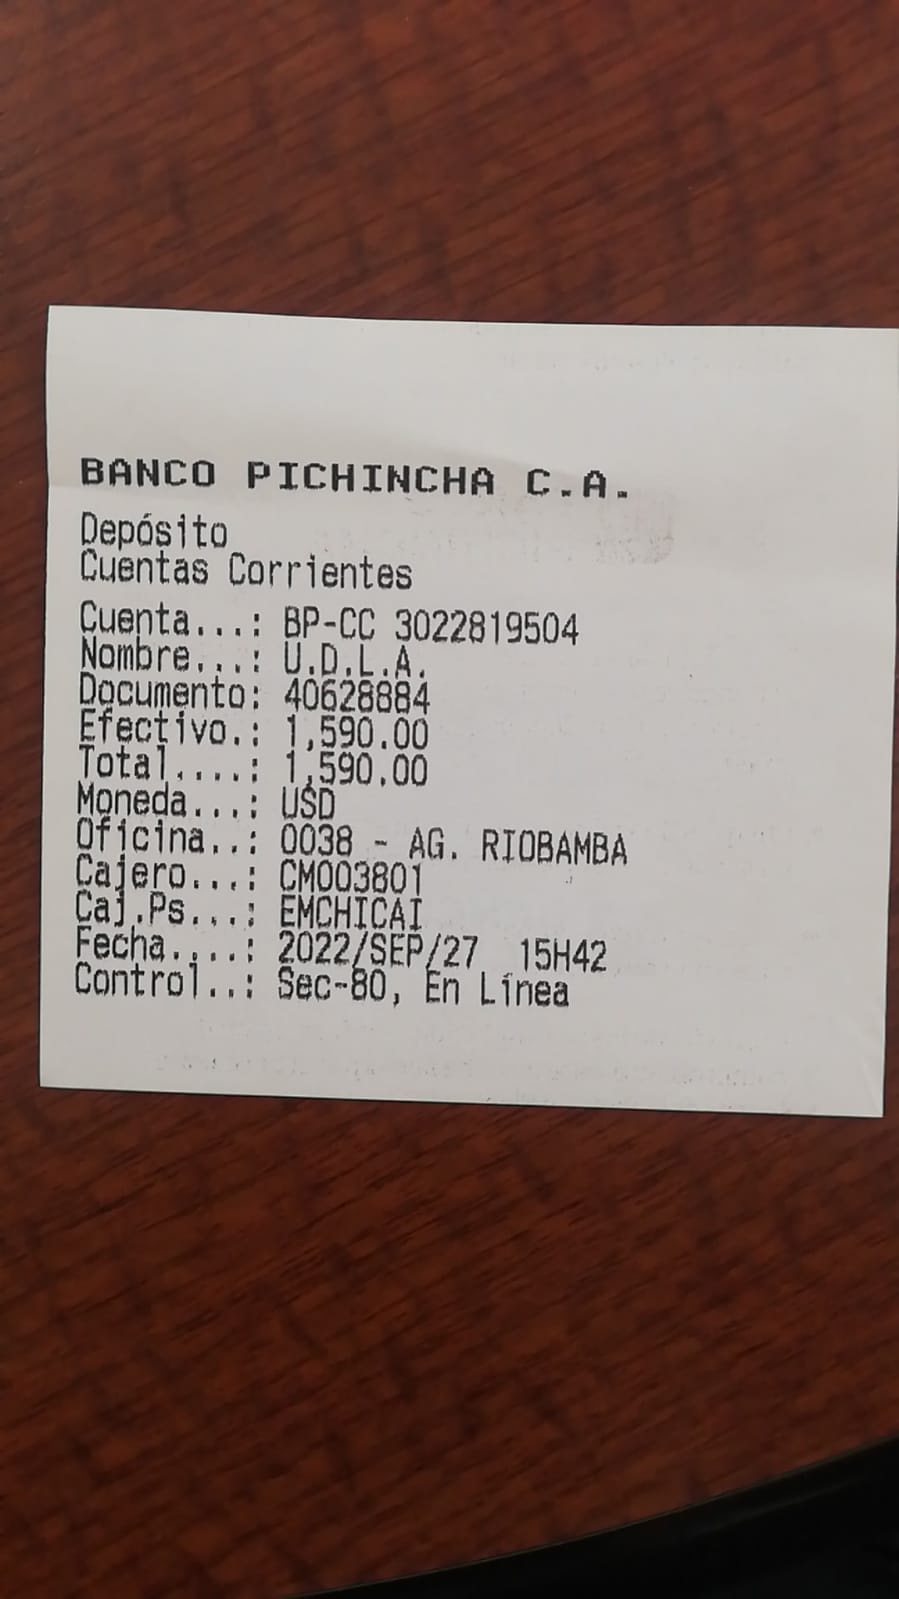 BANCO PICHINCHA C.A.
Depósito
Cuentas Corrientes
Cuenta...: BP-CC 3022819504
Nombre...: U.D.L.A.
Documento: 40628884
Efectivo.: 1,590.00
Total....: 1,590.00
Moneda...: USD
Oficina..: 0038 - AG. RIOBAMBA
Cajero...: CM003801
Caj.Ps...: EMCHICAI
Fecha....: 2022/SEP/27 15H42
Control..: Sec-80, En Línea